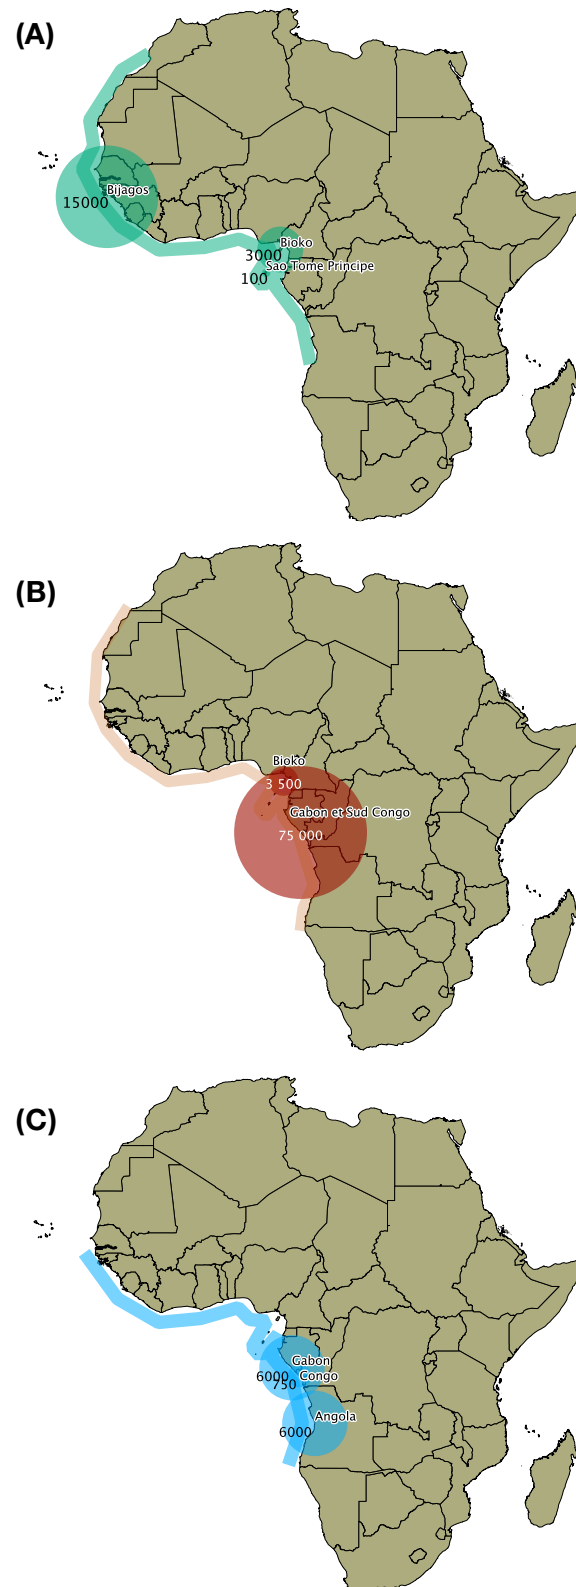 (A)
Bijagos
15000
Bioko
3000
Sao Tome Principe
100
(B)
Bioko
3 500
Gabon et Sud Congo
75 000
(C)
Gabon
6000
Congo
750
Angola
6000